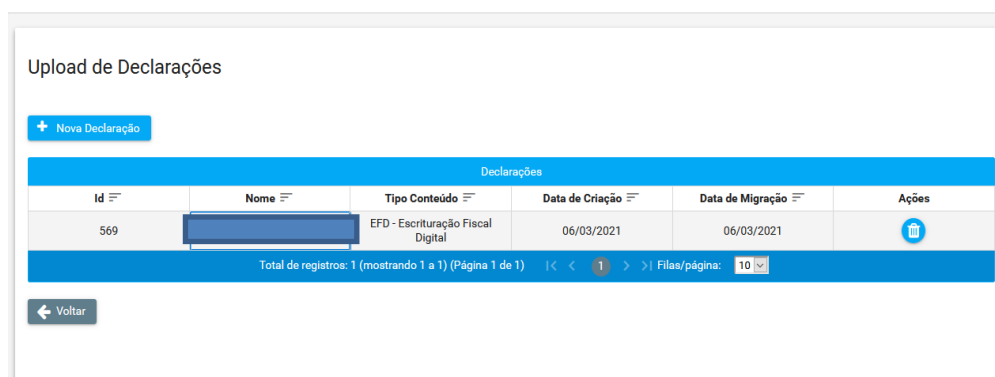 Upload de Declarações
+ Nova Declaração
Declarações
Id Nome Tipo Conteúdo Data de Criação Data de Migração Ações
569 EFD - Escrituração Fiscal Digital 06/03/2021 06/03/2021
Total de registros: 1 (mostrando 1 a 1) (Página 1 de 1) |< < 1 > >| Filas/página: 10
Voltar